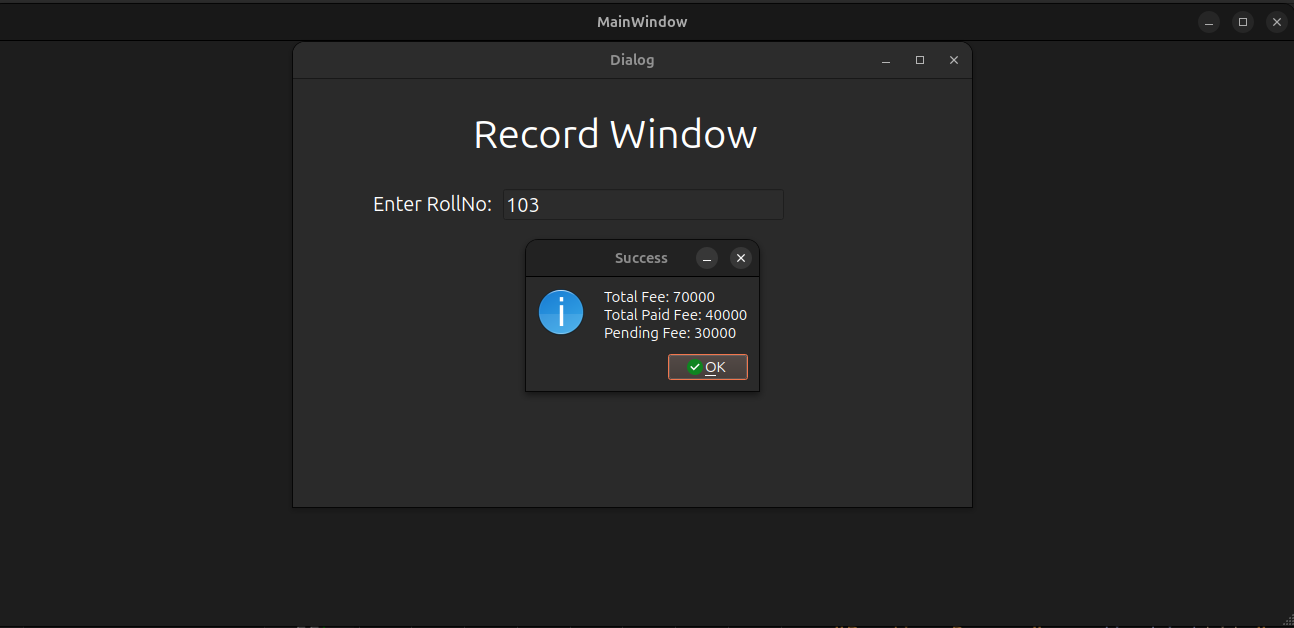 MainWindow
Dialog
Record Window
Enter RollNo: 103
Success
Total Fee: 70000
Total Paid Fee: 40000
Pending Fee: 30000
OK